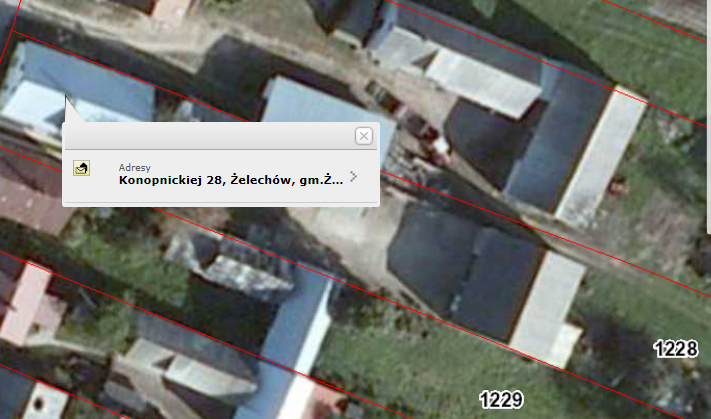 Adresy
Konopnickiej 28, Żelechów, gm.Ż...
1228
1229